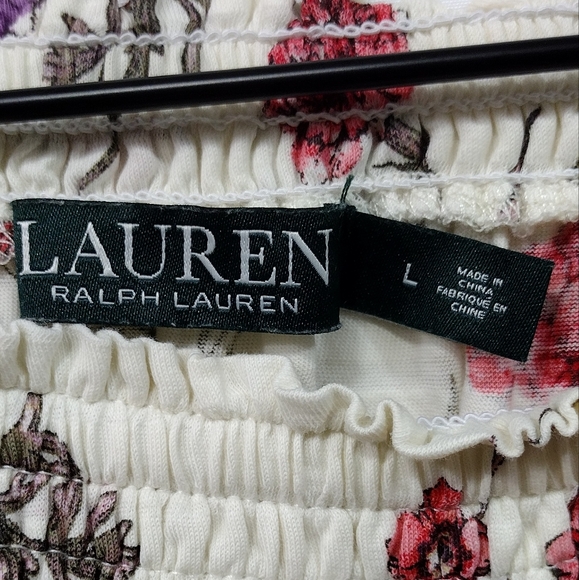 LAUREN
RALPH LAUREN
L
MADE IN
CHINA
FABRIQUÉ EN
CHINE